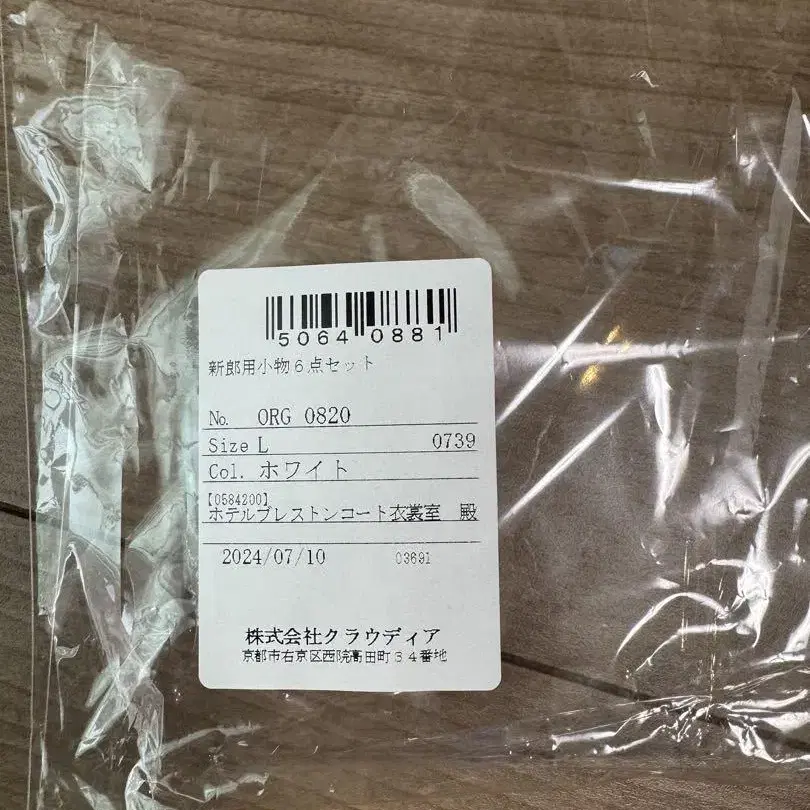 5064 0881
新郎用小物6点セット
No. ORG 0820
Size L 0739
Col. ホワイト
【0584200】
ホテルブレストンコート衣裳室 殿
2024/07/10 03691
株式会社クラウディア
京都市右京区西院高田町34番地